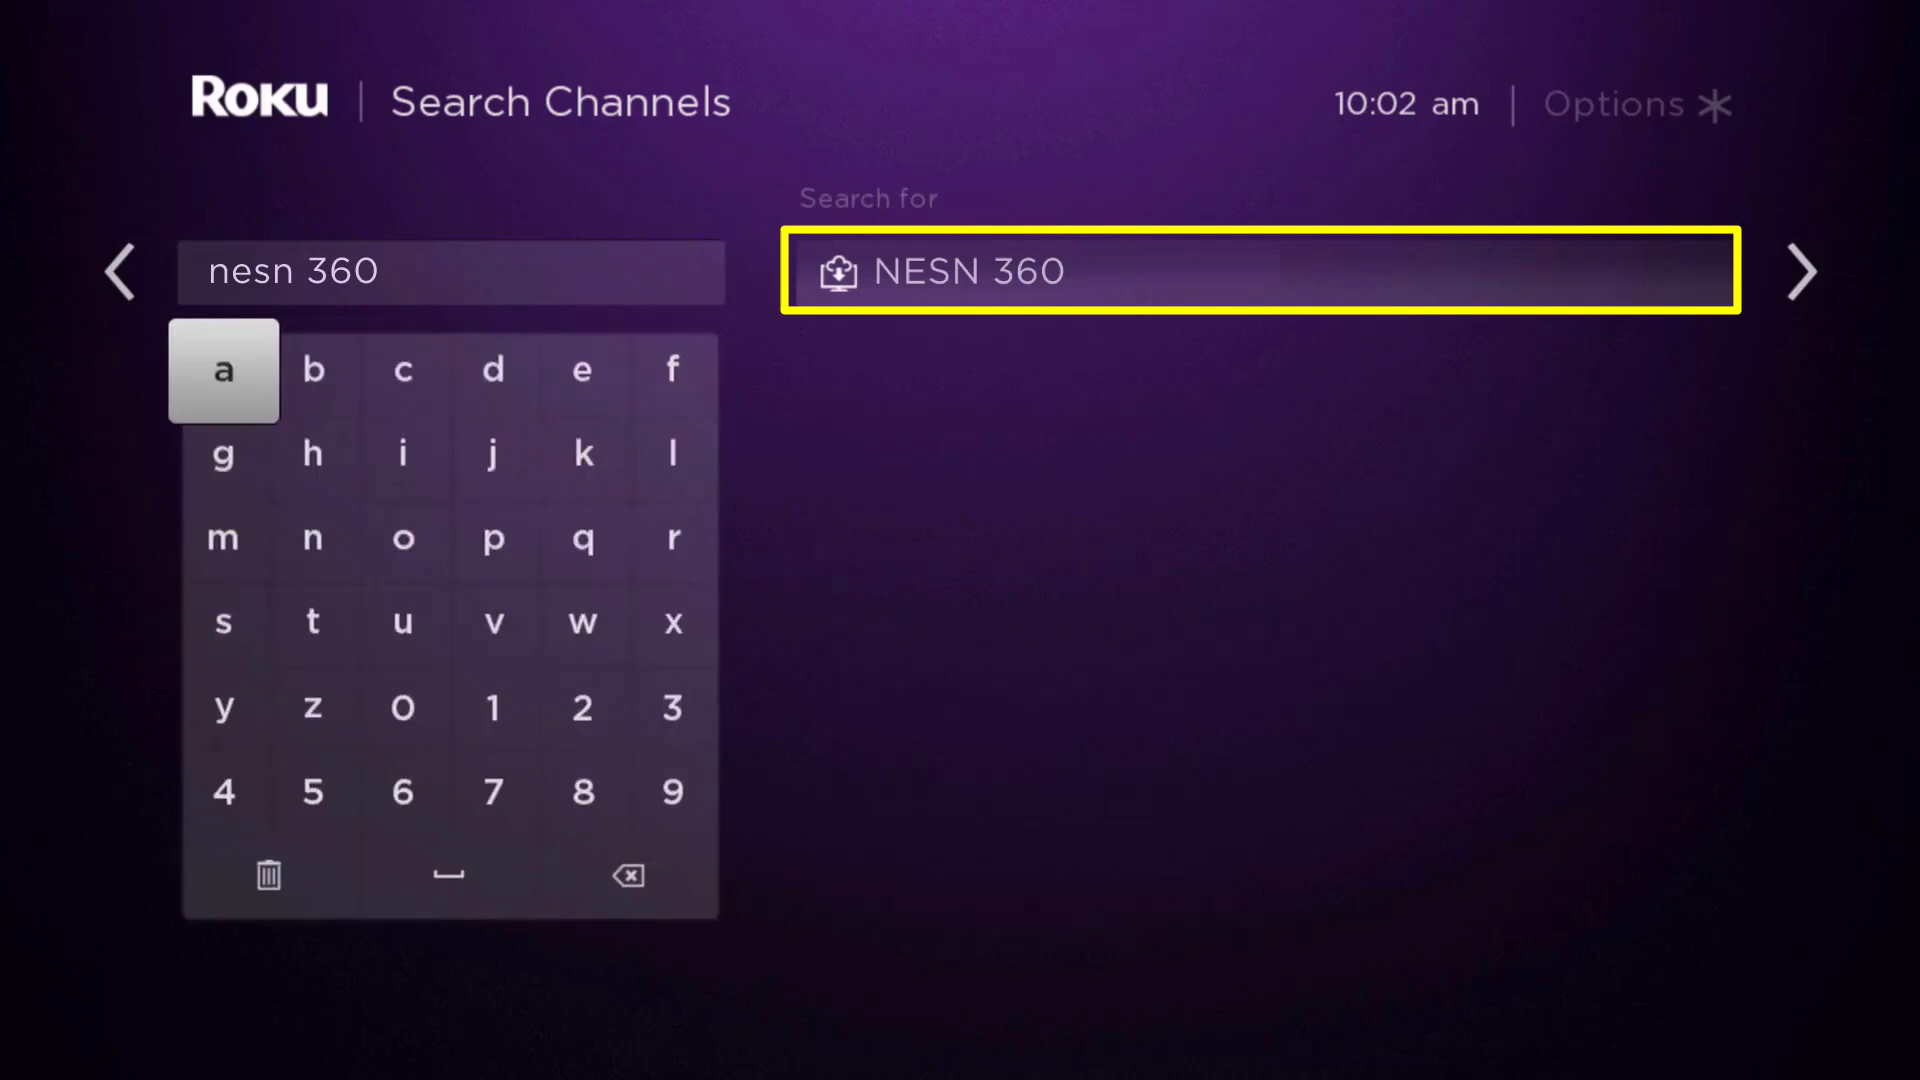 Roku | Search Channels
10:02 am | Options
Search for
nesn 360
NESN 360
a b c d e f
g h i j k l
m n o p q r
s t u v w x
y z 0 1 2 3
4 5 6 7 8 9